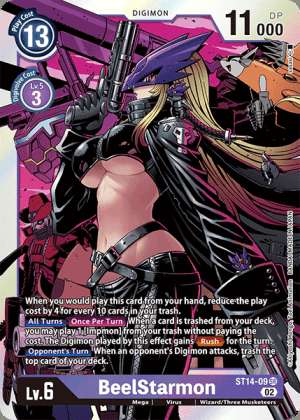 Play Cost
13
DIGIMON
11000
DP
Digivolve Cost
Lv.5
3
When you would play this card from your hand, reduce the play
cost by 4 for every 10 cards in your trash.
All Turns Once Per Turn When a card is trashed from your deck,
you may play 1 [Impmon] from your trash without paying the
cost. The Digimon played by this effect gains Rush for the turn.
Opponent's Turn When an opponent's Digimon attacks, trash the
top card of your deck.
ST14-09 SR
Lv.6
BeelStarmon
02
Mega | Virus | Wizard/Three Musketeers